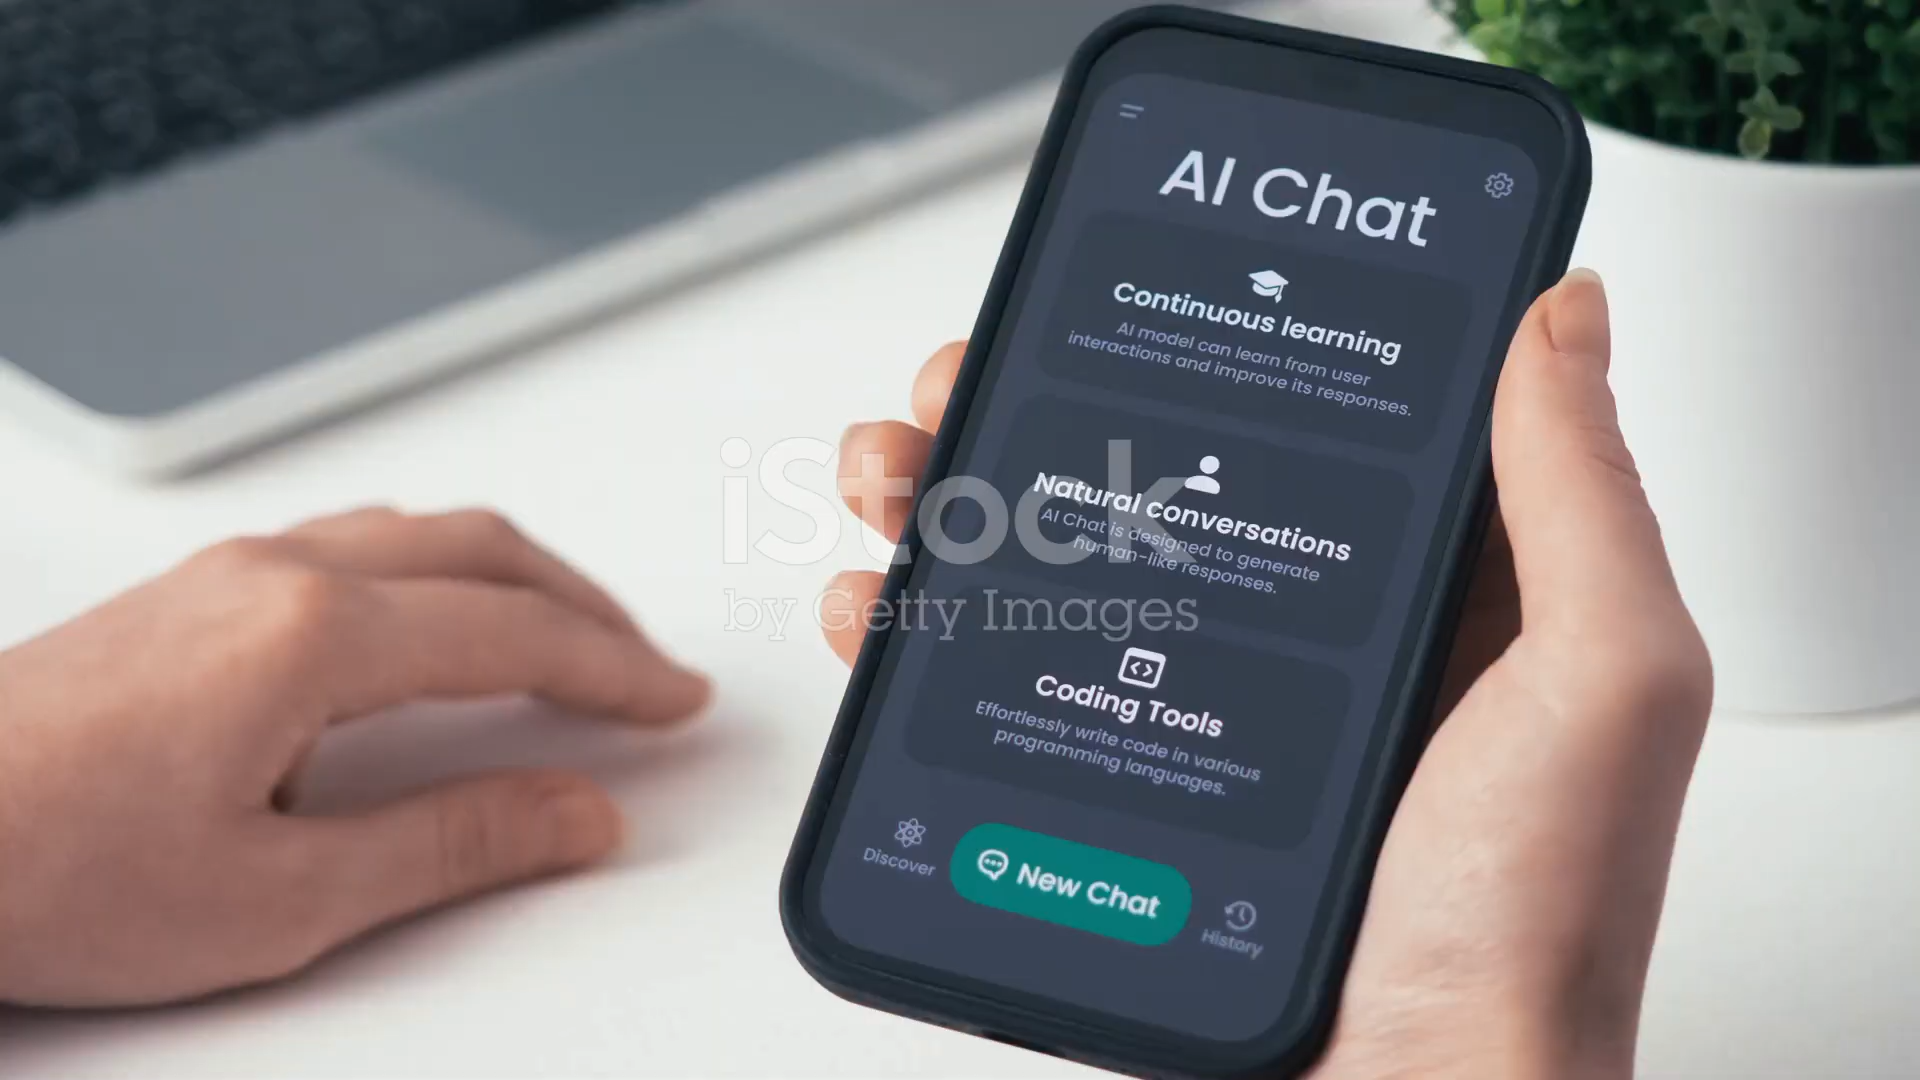 AI Chat
Continuous learning
AI model can learn from user
interactions and improve its responses.
Natural conversations
AI Chat is designed to generate
human-like responses.
iStock
by Getty Images
Coding Tools
Effortlessly write code in various
programming languages.
Discover
New Chat
History